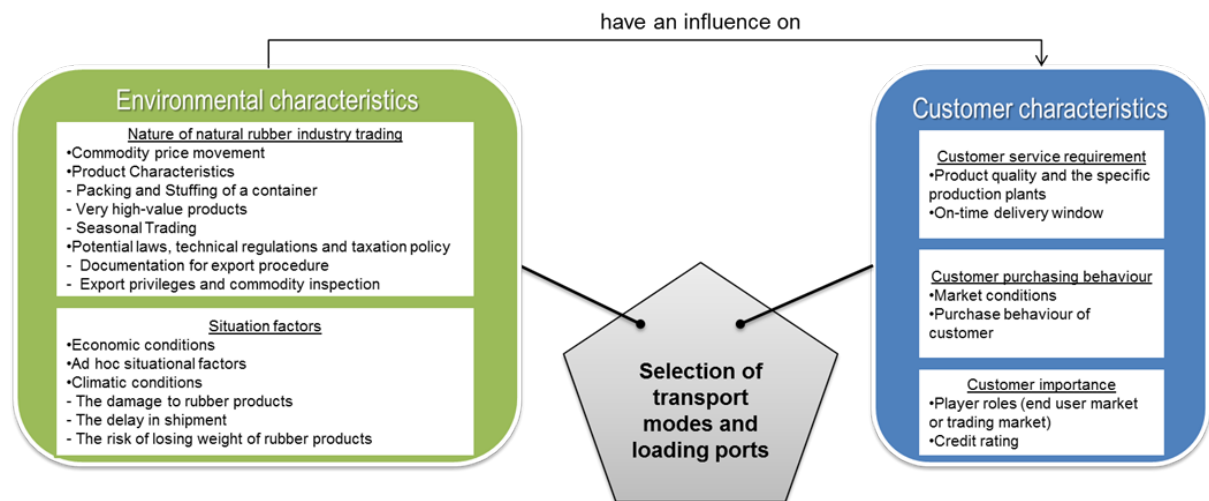 have an influence on
Environmental characteristics
Nature of natural rubber industry trading
•Commodity price movement
•Product Characteristics
- Packing and Stuffing of a container
- Very high-value products
- Seasonal Trading
•Potential laws, technical regulations and taxation policy
- Documentation for export procedure
- Export privileges and commodity inspection
Situation factors
•Economic conditions
•Ad hoc situational factors
•Climatic conditions
- The damage to rubber products
- The delay in shipment
- The risk of losing weight of rubber products
Selection of
transport
modes and
loading ports
Customer characteristics
Customer service requirement
•Product quality and the specific
production plants
•On-time delivery window
Customer purchasing behaviour
•Market conditions
•Purchase behaviour of
customer
Customer importance
•Player roles (end user market
or trading market)
•Credit rating